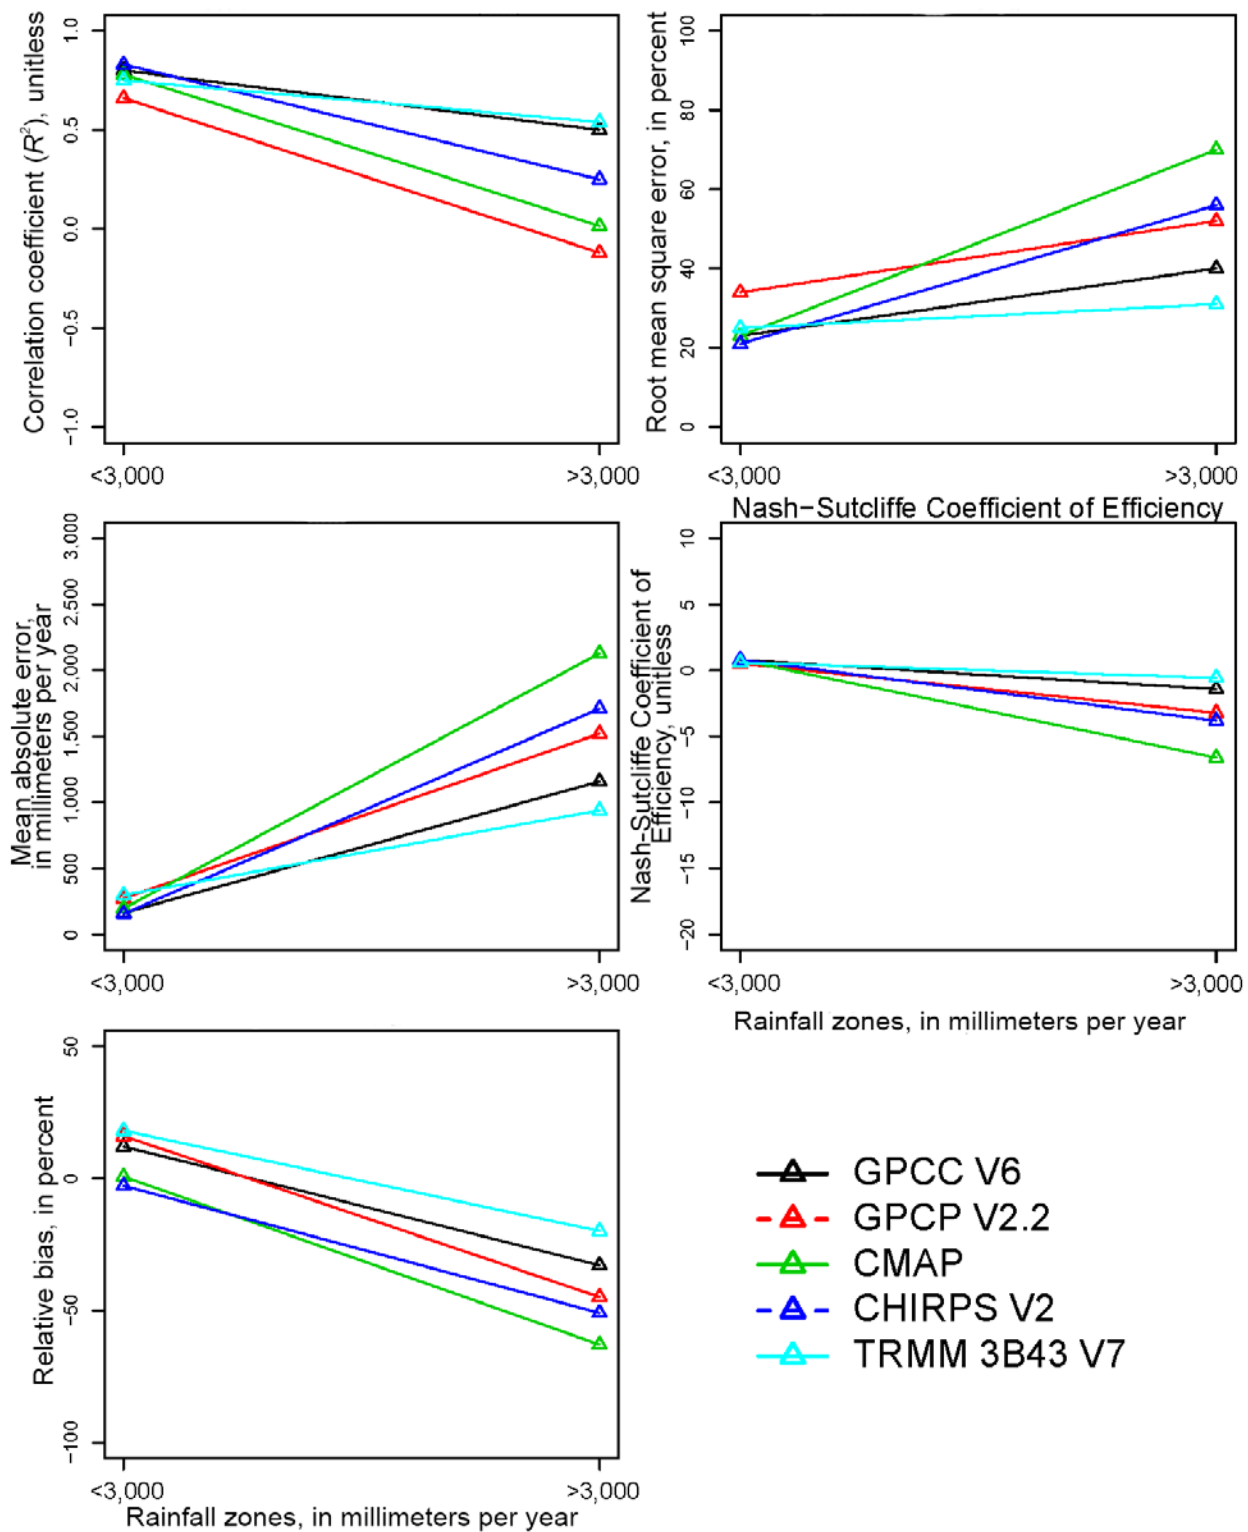 Correlation coefficient (R²), unitless
1.0
0.5
0.0
−0.5
−1.0
<3,000
>3,000
Root mean square error, in percent
100
80
60
40
20
0
<3,000
>3,000
Mean absolute error,
in millimeters per year
3,000
2,500
2,000
1,500
1,000
500
0
<3,000
>3,000
Nash−Sutcliffe Coefficient of Efficiency
Nash-Sutcliffe Coefficient of
Efficiency, unitless
10
5
0
−5
−10
−15
−20
<3,000
>3,000
Rainfall zones, in millimeters per year
Relative bias, in percent
50
0
−50
−100
<3,000
>3,000
Rainfall zones, in millimeters per year
GPCC V6
GPCP V2.2
CMAP
CHIRPS V2
TRMM 3B43 V7